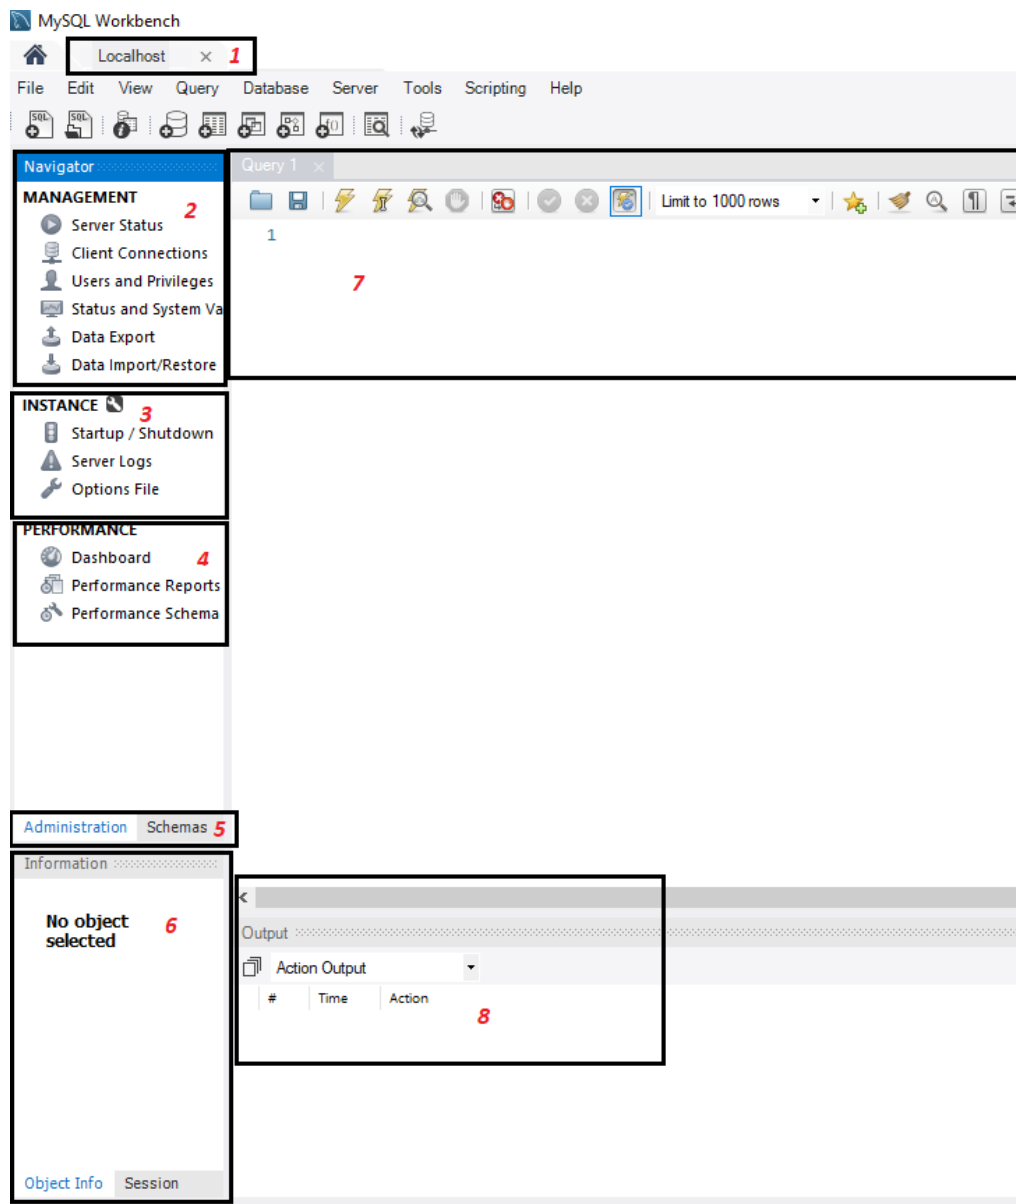 MySQL Workbench
Localhost × 1
File Edit View Query Database Server Tools Scripting Help
SQL SQL
Navigator
Query 1 ×
MANAGEMENT 2
Limit to 1000 rows
Server Status
1
Client Connections
Users and Privileges
7
Status and System Va
Data Export
Data Import/Restore
INSTANCE 3
Startup / Shutdown
Server Logs
Options File
PERFORMANCE
Dashboard 4
Performance Reports
Performance Schema
Administration Schemas 5
Information
No object
selected
6
Output
Action Output
# Time Action
8
Object Info Session